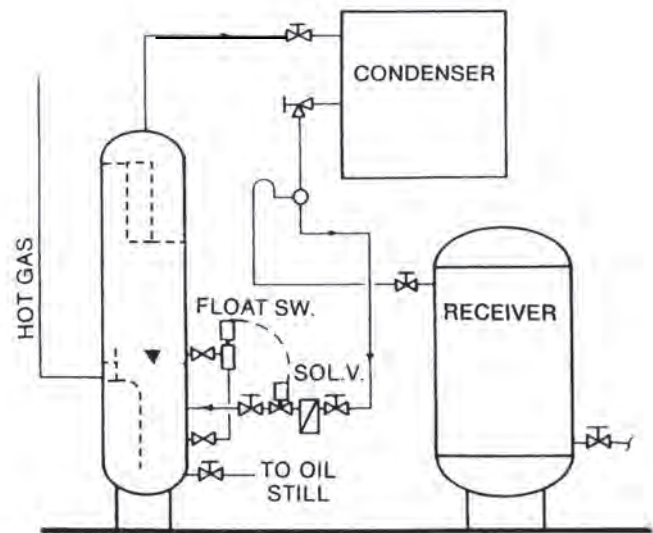 CONDENSER
HOT GAS
FLOAT SW.
RECEIVER
SOL.V.
TO OIL
STILL